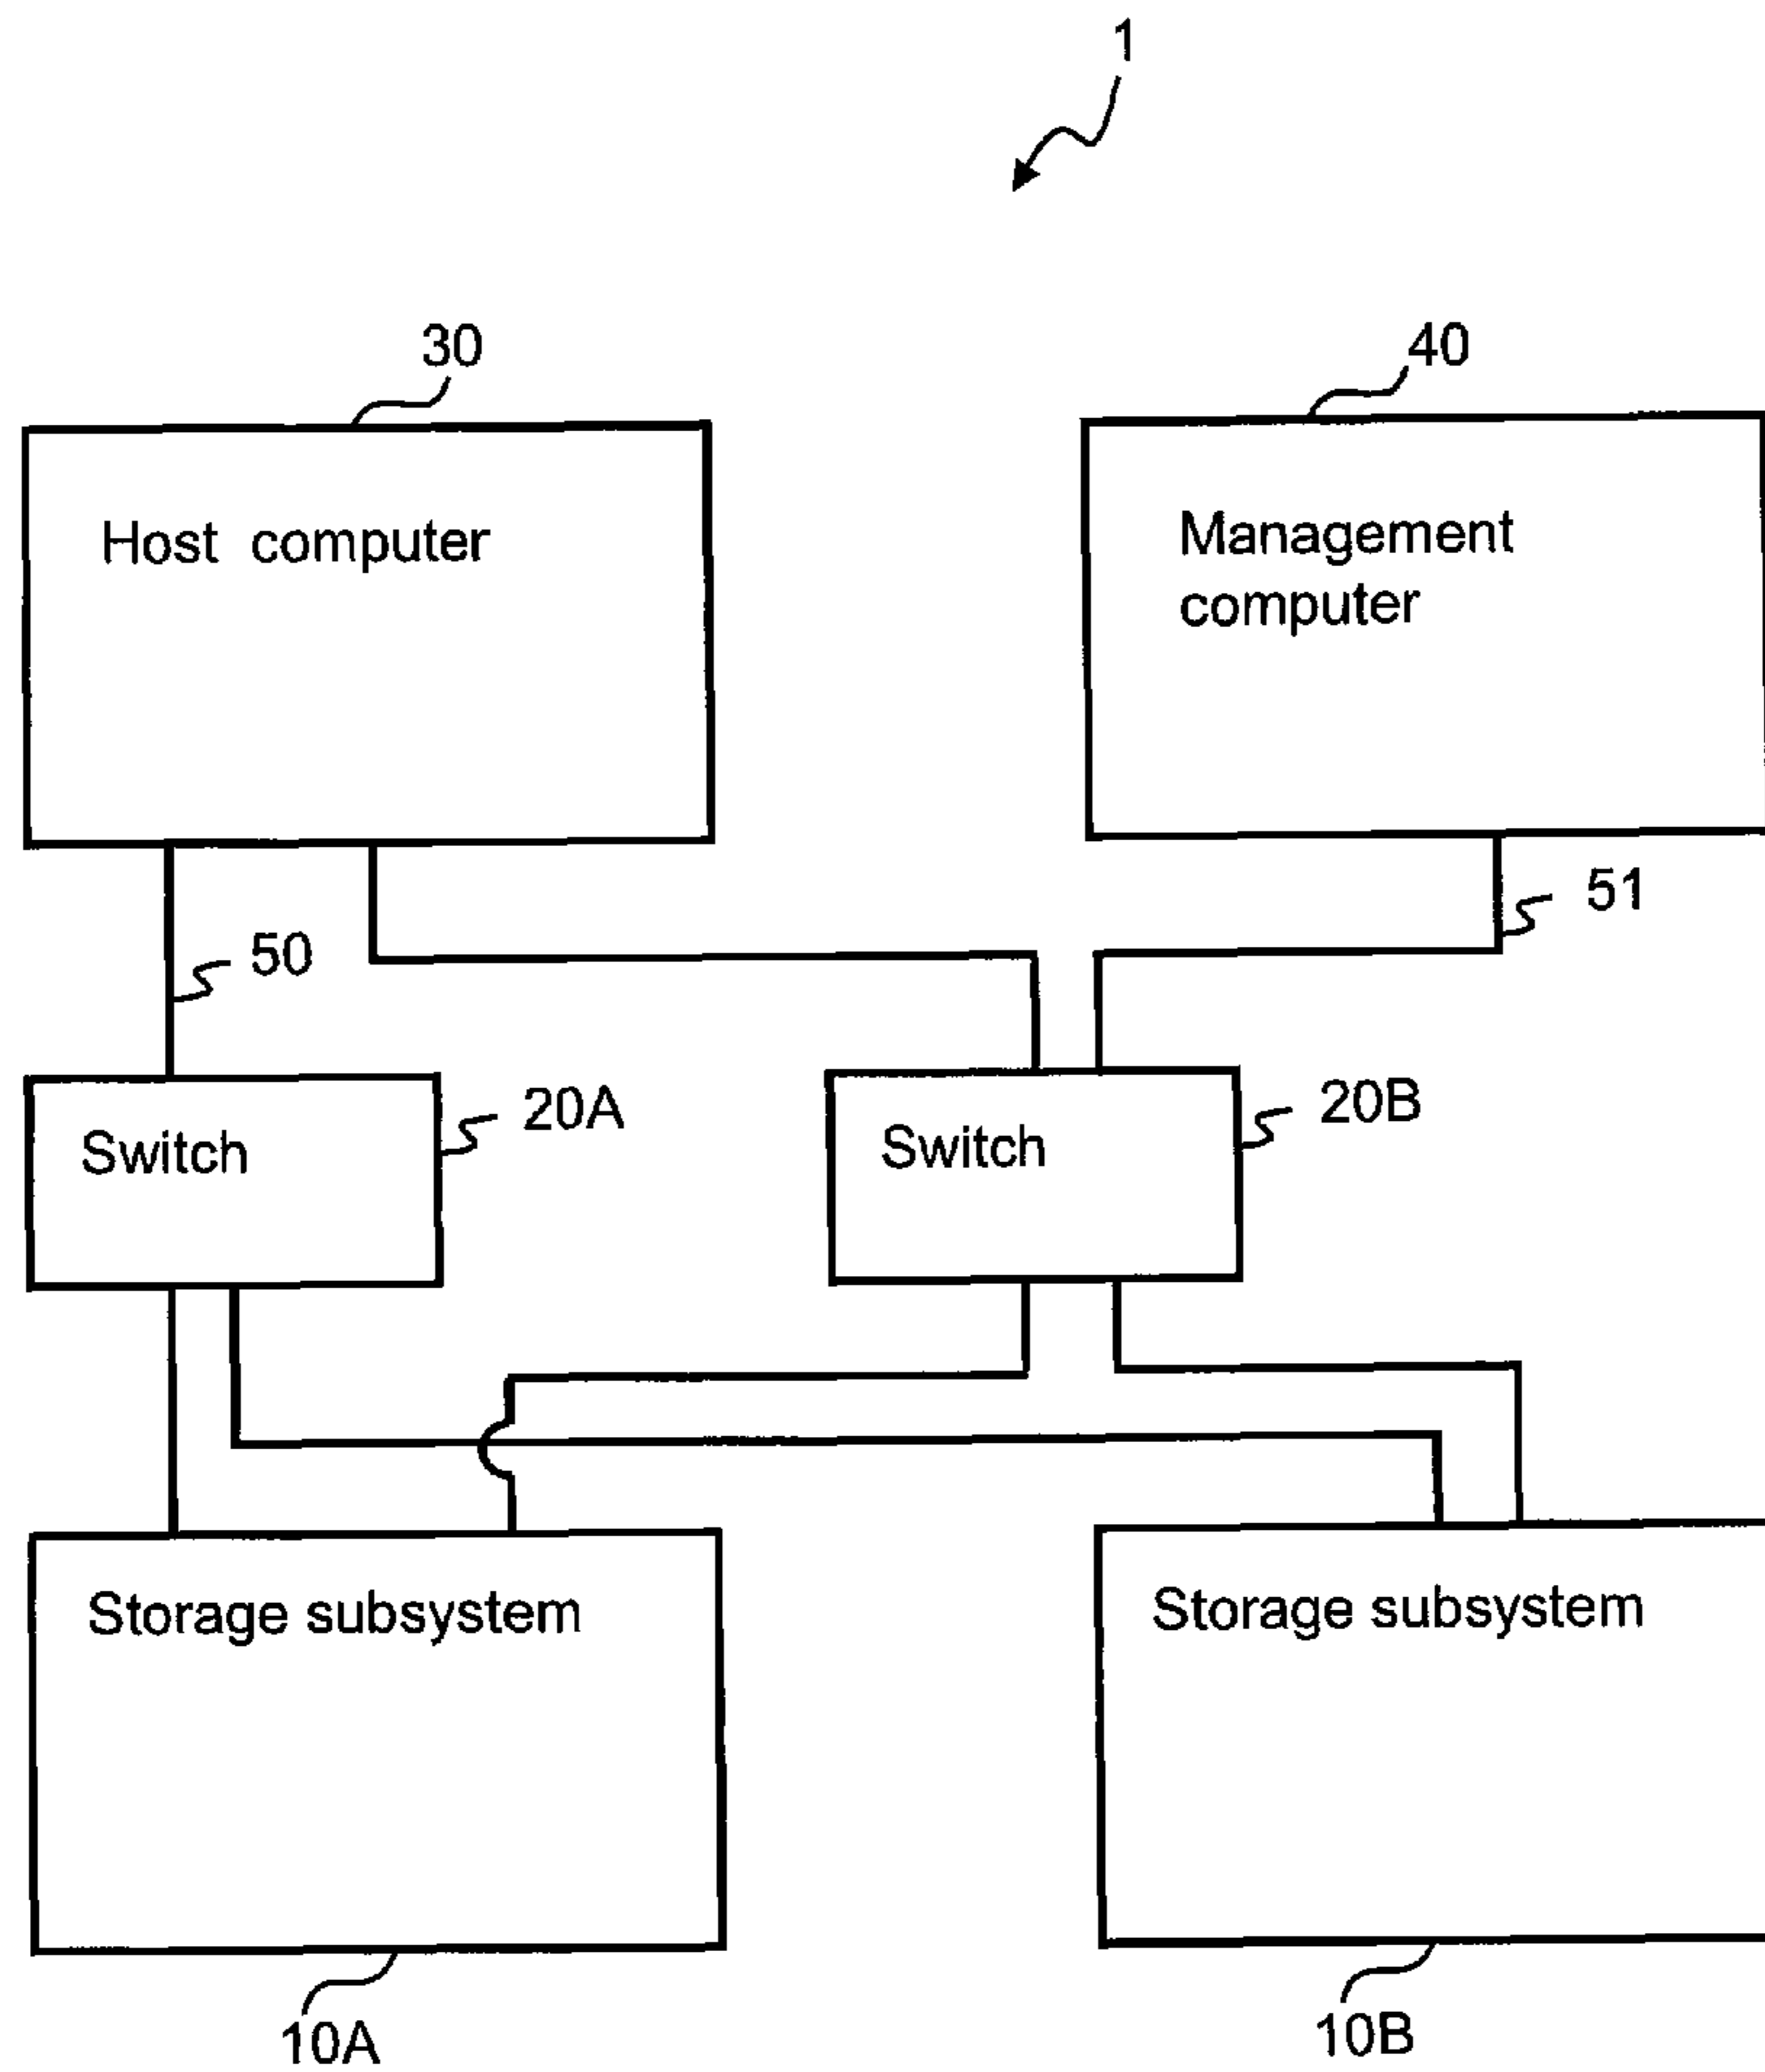 1
30
40
Host computer
Management
computer
51
50
20A
20B
Switch
Switch
Storage subsystem
Storage subsystem
10A
10B